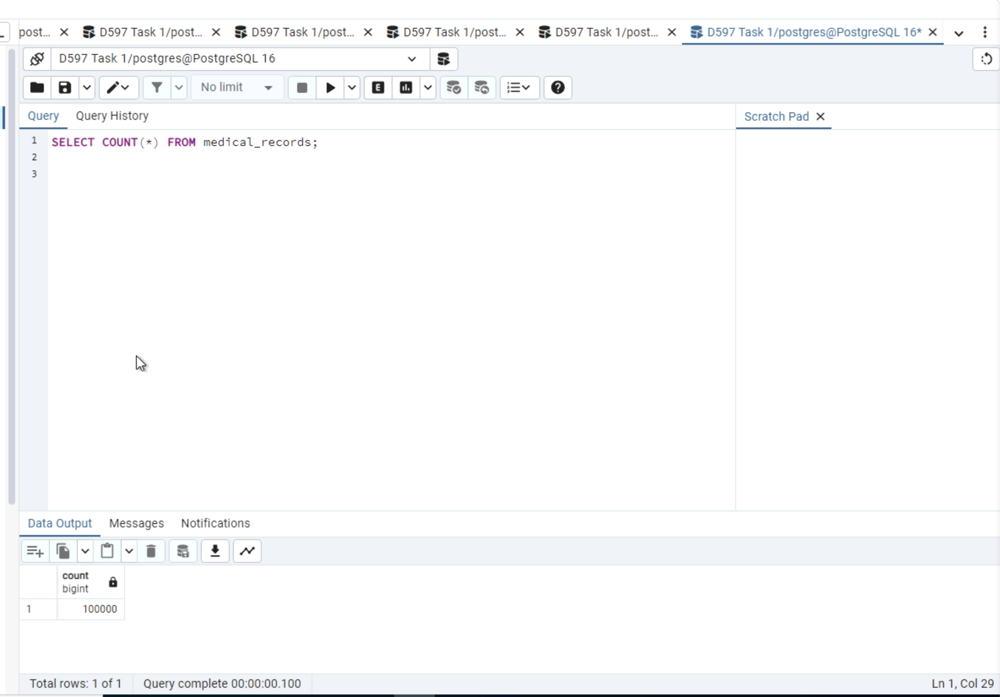 post... D597 Task 1/post... D597 Task 1/post... D597 Task 1/post... D597 Task 1/post... D597 Task 1/postgres@PostgreSQL 16*
D597 Task 1/postgres@PostgreSQL 16
No limit
Query Query History
Scratch Pad
1 SELECT COUNT(*) FROM medical_records;
2
3
Data Output Messages Notifications
count
bigint
1 100000
Total rows: 1 of 1 Query complete 00:00:00.100 Ln 1, Col 29